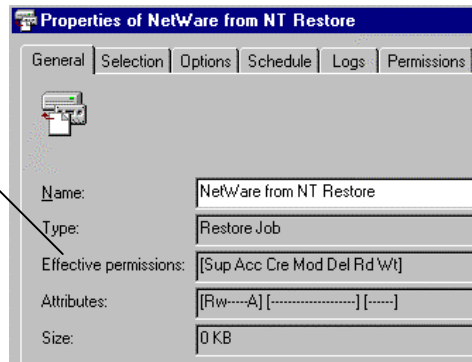 Properties of NetWare from NT Restore
General Selection Options Schedule Logs Permissions
Name: NetWare from NT Restore
Type: Restore Job
Effective permissions: [Sup Acc Cre Mod Del Rd Wt]
Attributes: [Rw----A] [-------------------] [------]
Size: 0 KB